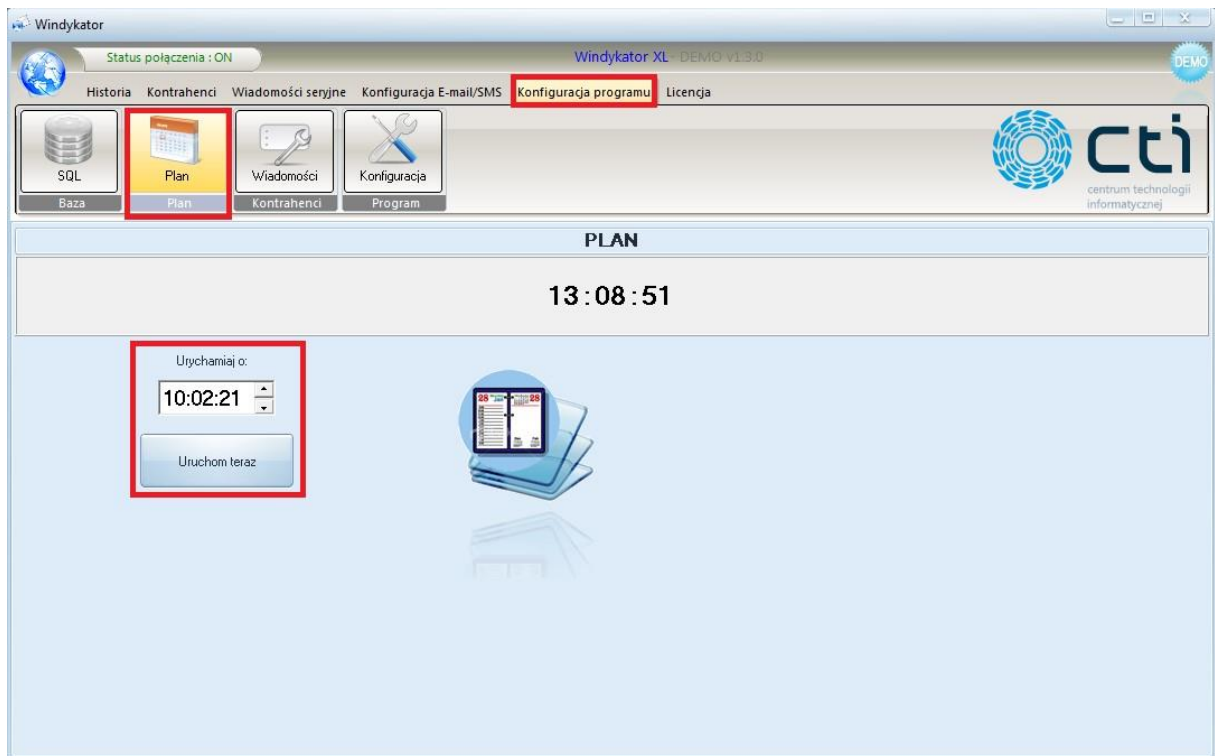 Windykator
Status połączenia : ON
Windykator XL - DEMO v1.3.0
DEMO
Historia Kontrahenci Wiadomości seryjne Konfiguracja E-mail/SMS Konfiguracja programu Licencja
SQL Plan Wiadomości Konfiguracja
Baza Plan Kontrahenci Program
cti
centrum technologii
informatycznej
PLAN
13:08:51
Urychamiaj o:
10:02:21
28 28
Uruchom teraz